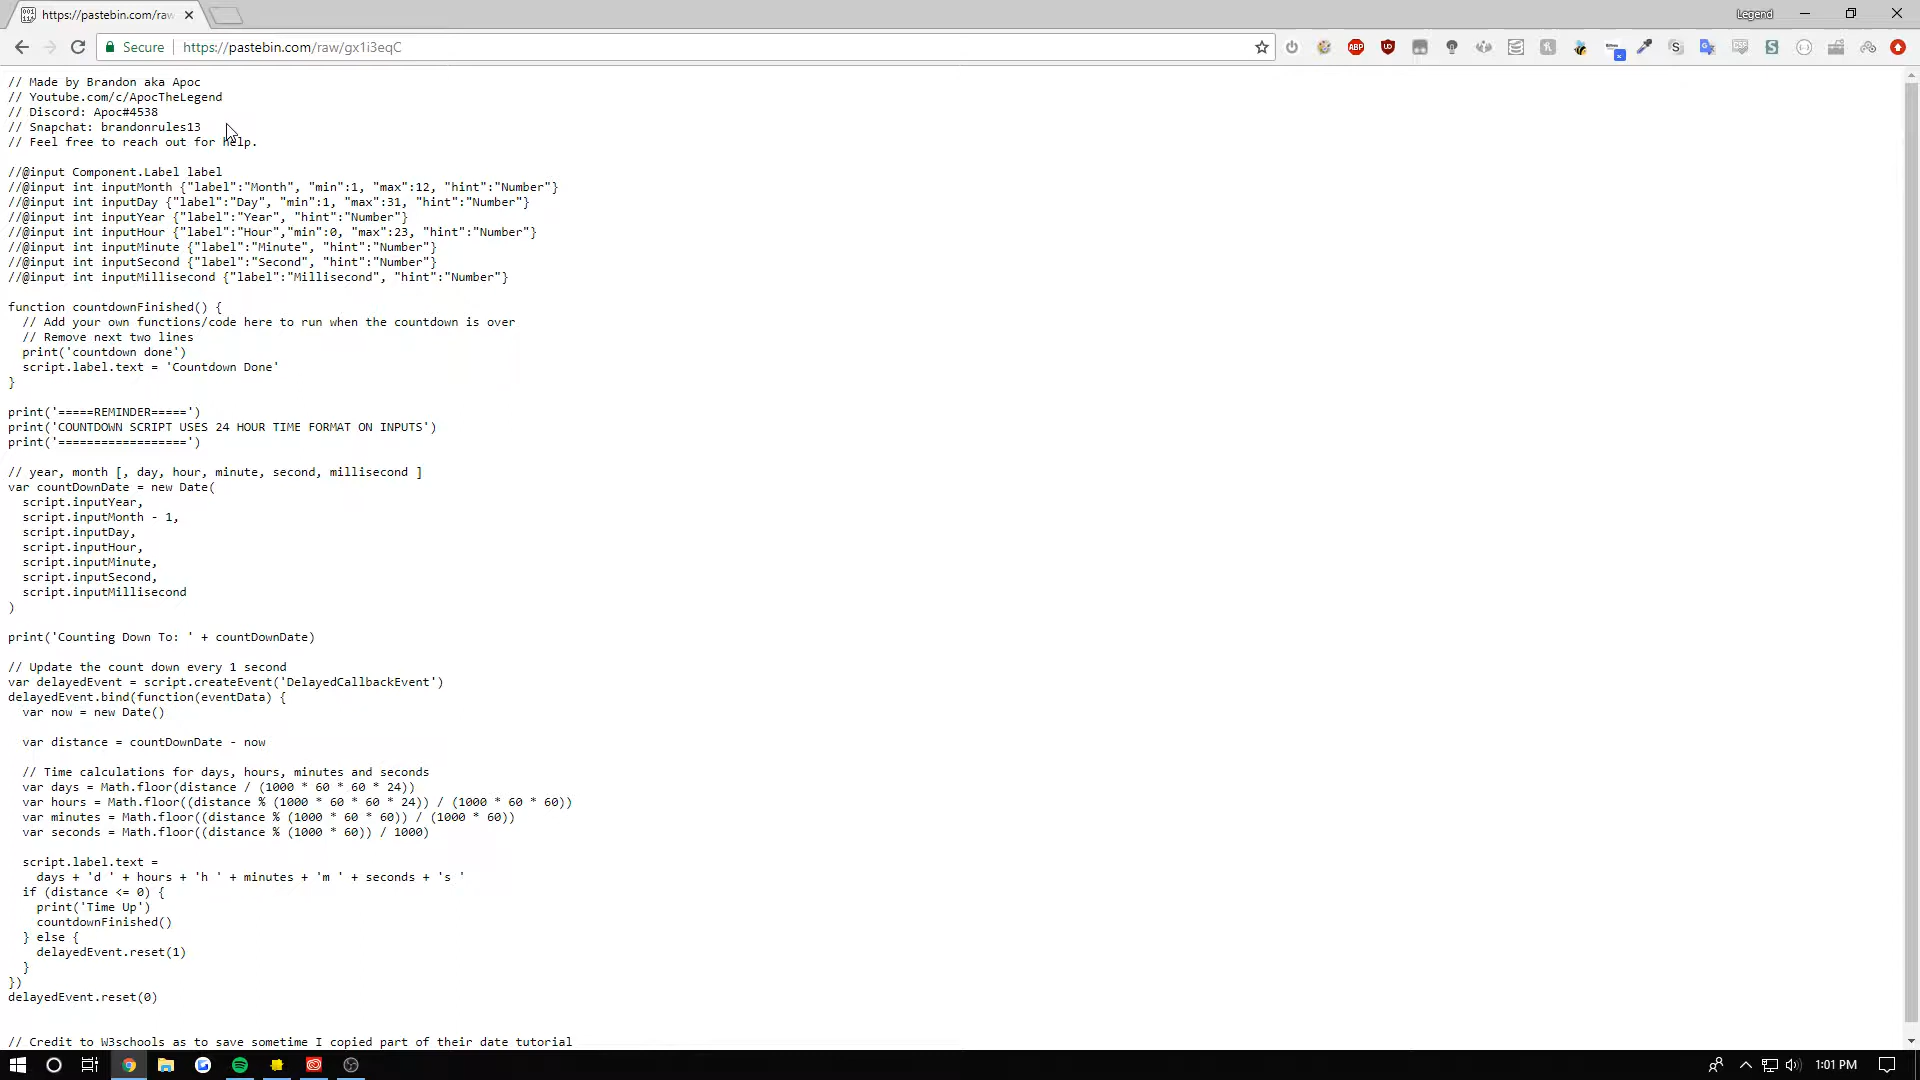 https://pastebin.com/raw
Legend
Secure
https://pastebin.com/raw/gx1i3eqC
// Made by Brandon aka Apoc
// Youtube.com/c/ApocTheLegend
// Discord: Apoc#4538
// Snapchat: brandonrules13
// Feel free to reach out for help.
//@input Component.Label label
//@input int inputMonth {"label":"Month", "min":1, "max":12, "hint":"Number"}
//@input int inputDay {"label":"Day", "min":1, "max":31, "hint":"Number"}
//@input int inputYear {"label":"Year", "hint":"Number"}
//@input int inputHour {"label":"Hour","min":0, "max":23, "hint":"Number"}
//@input int inputMinute {"label":"Minute", "hint":"Number"}
//@input int inputSecond {"label":"Second", "hint":"Number"}
//@input int inputMillisecond {"label":"Millisecond", "hint":"Number"}
function countdownFinished() {
// Add your own functions/code here to run when the countdown is over
// Remove next two lines
print('countdown done')
script.label.text = 'Countdown Done'
}
print('=====REMINDER=====')
print('COUNTDOWN SCRIPT USES 24 HOUR TIME FORMAT ON INPUTS')
print('==================')
// year, month [, day, hour, minute, second, millisecond ]
var countDownDate = new Date(
script.inputYear,
script.inputMonth - 1,
script.inputDay,
script.inputHour,
script.inputMinute,
script.inputSecond,
script.inputMillisecond
)
print('Counting Down To: ' + countDownDate)
// Update the count down every 1 second
var delayedEvent = script.createEvent('DelayedCallbackEvent')
delayedEvent.bind(function(eventData) {
var now = new Date()
var distance = countDownDate - now
// Time calculations for days, hours, minutes and seconds
var days = Math.floor(distance / (1000 * 60 * 60 * 24))
var hours = Math.floor((distance % (1000 * 60 * 60 * 24)) / (1000 * 60 * 60))
var minutes = Math.floor((distance % (1000 * 60 * 60)) / (1000 * 60))
var seconds = Math.floor((distance % (1000 * 60)) / 1000)
script.label.text =
days + 'd ' + hours + 'h ' + minutes + 'm ' + seconds + 's '
if (distance <= 0) {
print('Time Up')
countdownFinished()
} else {
delayedEvent.reset(1)
}
})
delayedEvent.reset(0)
// Credit to W3schools as to save sometime I copied part of their date tutorial
1:01 PM